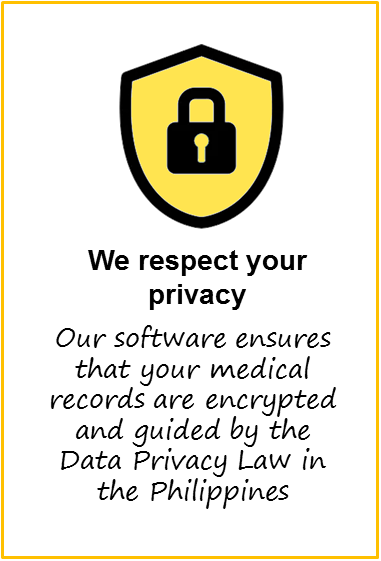 We respect your
privacy
Our software ensures
that your medical
records are encrypted
and guided by the
Data Privacy Law in
the Philippines